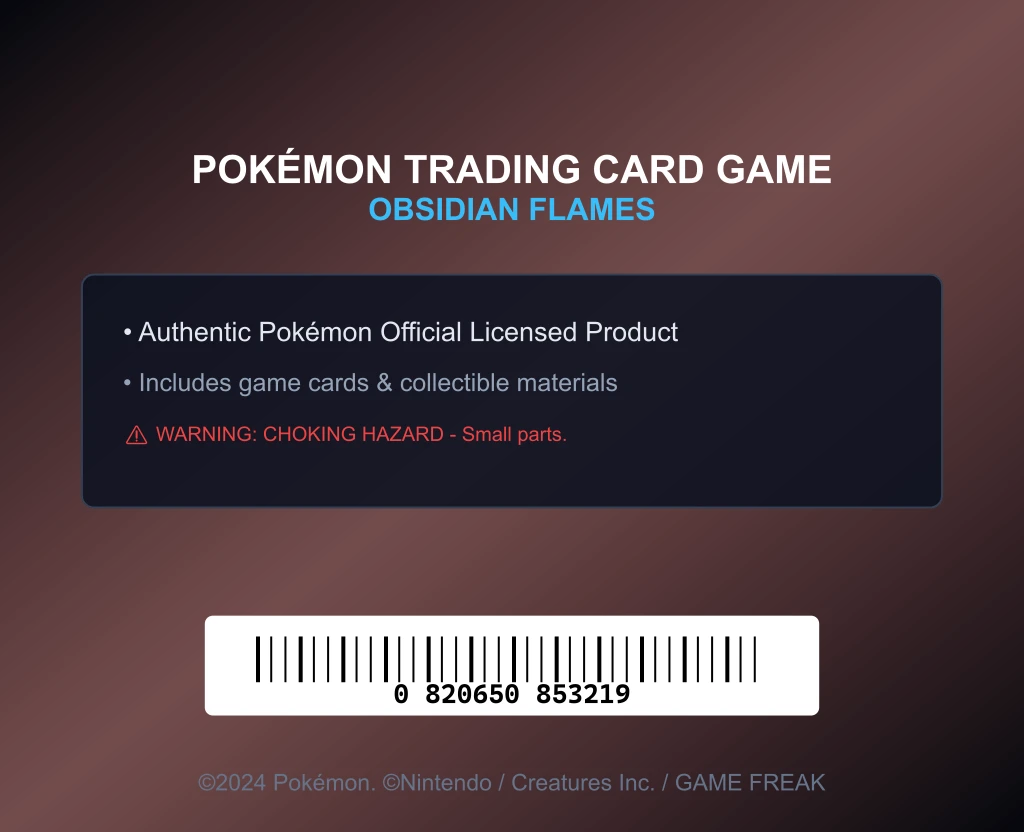 POKÉMON TRADING CARD GAME
OBSIDIAN FLAMES
• Authentic Pokémon Official Licensed Product
• Includes game cards & collectible materials
⚠ WARNING: CHOKING HAZARD - Small parts.
0 820650 853219
©2024 Pokémon. ©Nintendo / Creatures Inc. / GAME FREAK